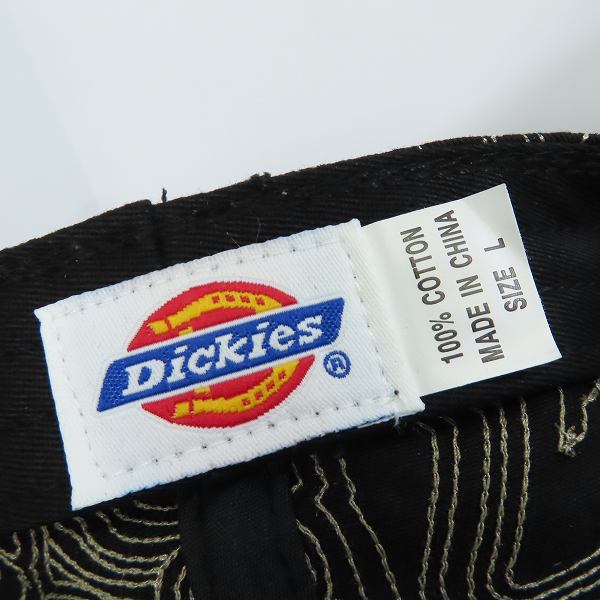 Dickies®
100% COTTON
MADE IN CHINA
SIZE L